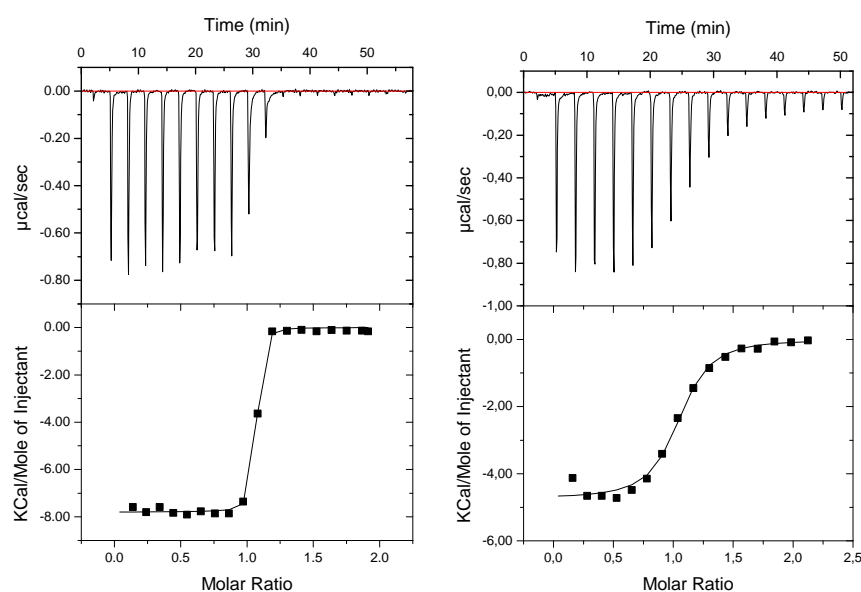 Time (min)
0 10 20 30 40 50
0.00
-0.20
-0.40
-0.60
-0.80
µcal/sec
0.00
-2.00
-4.00
-6.00
-8.00
KCal/Mole of Injectant
0.0 0.5 1.0 1.5 2.0
Molar Ratio
Time (min)
0 10 20 30 40 50
0,00
-0,20
-0,40
-0,60
-0,80
-1,00
µcal/sec
0,00
-2,00
-4,00
-6,00
KCal/Mole of Injectant
0,0 0,5 1,0 1,5 2,0 2,5
Molar Ratio